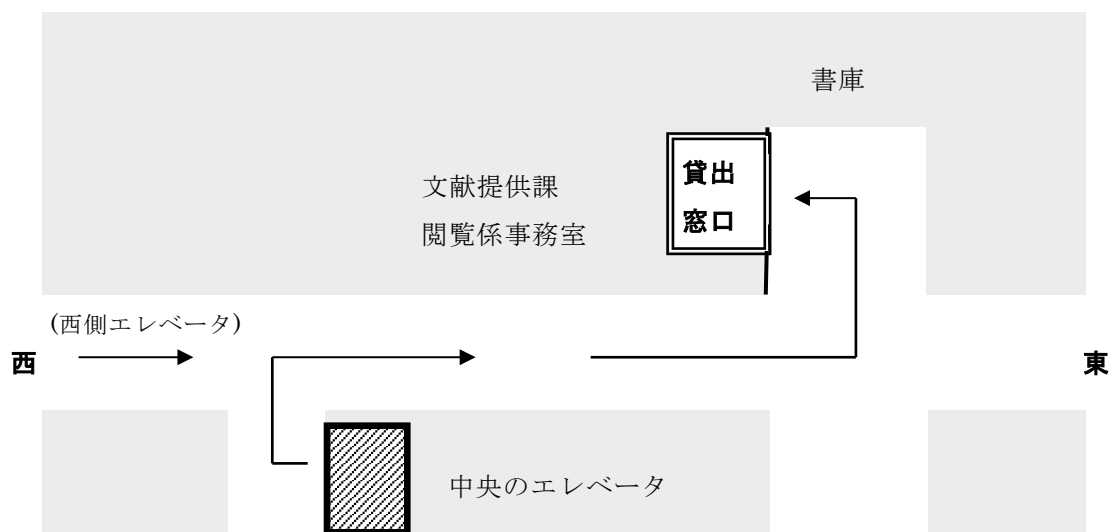 書庫
貸出
窓口
文献提供課
閲覧係事務室
(西側エレベータ)
西
東
中央のエレベータ